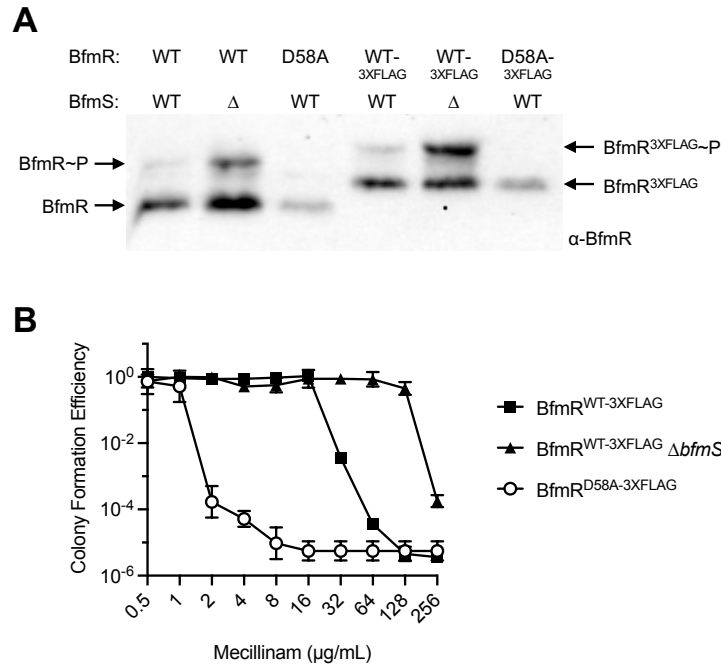 A
BfmR: WT WT D58A WT-3XFLAG WT-3XFLAG D58A-3XFLAG
BfmS: WT Δ WT WT Δ WT
BfmR~P
BfmR
BfmR3XFLAG~P
BfmR3XFLAG
α-BfmR
B
Colony Formation Efficiency
10^0
10^-2
10^-4
10^-6
0.5 1 2 4 8 16 32 64 128 256
Mecillinam (µg/mL)
BfmRWT-3XFLAG
BfmRWT-3XFLAG ΔbfmS
BfmRD58A-3XFLAG